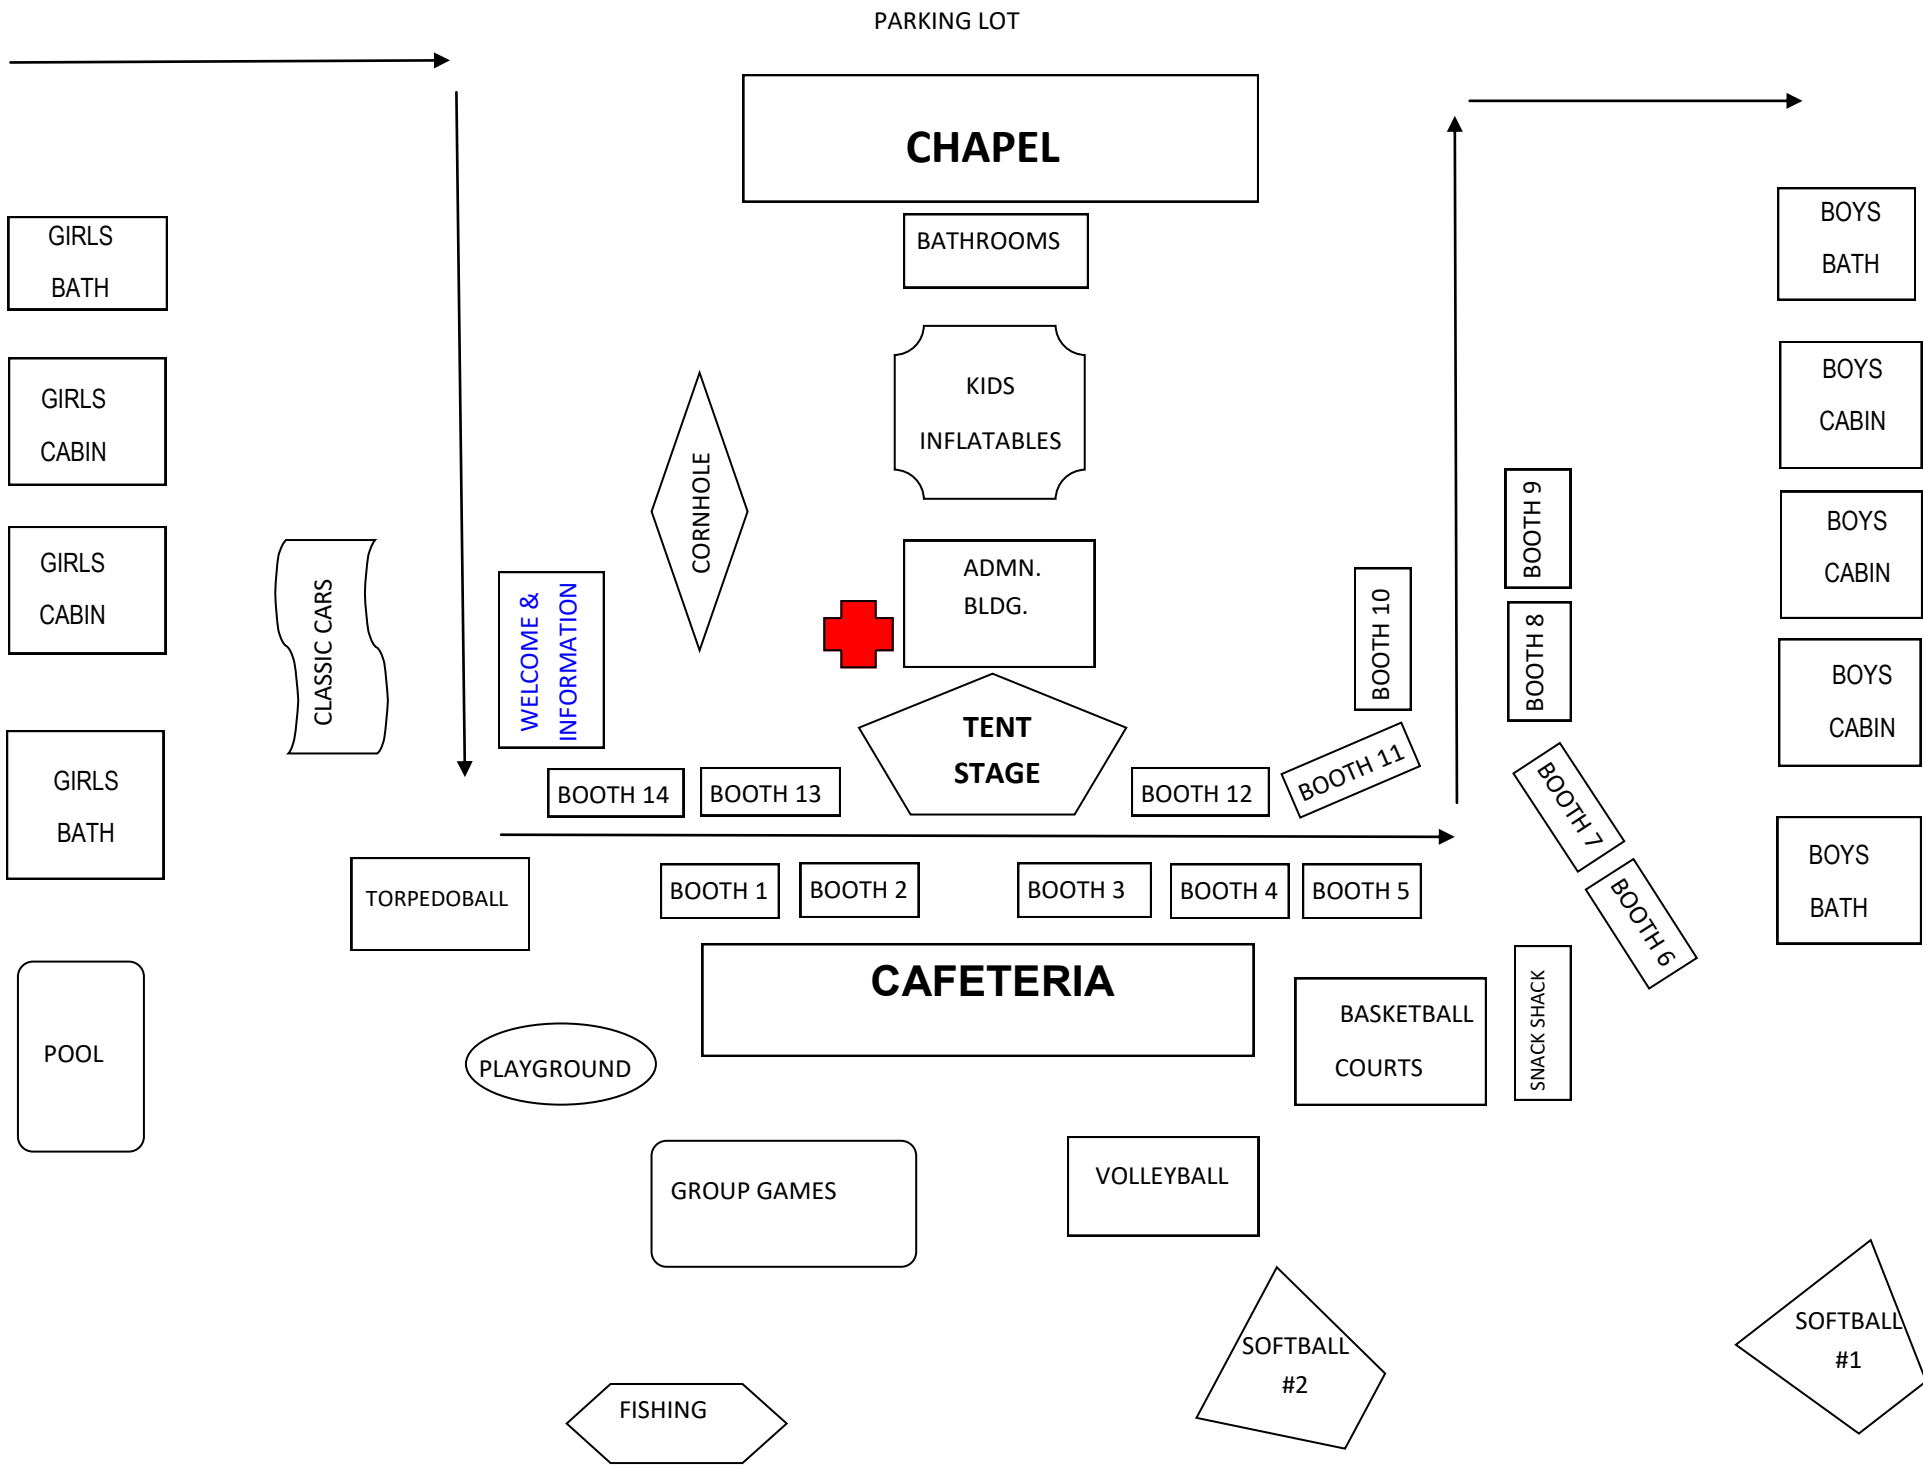 PARKING LOT
CHAPEL
BATHROOMS
GIRLS
BATH
BOYS
BATH
KIDS
INFLATABLES
GIRLS
CABIN
BOYS
CABIN
CORNHOLE
BOOTH 9
GIRLS
CABIN
BOYS
CABIN
CLASSIC CARS
WELCOME &
INFORMATION
ADMN.
BLDG.
BOOTH 10
BOOTH 8
BOYS
CABIN
TENT
STAGE
GIRLS
BATH
BOOTH 14
BOOTH 13
BOOTH 12
BOOTH 11
BOOTH 7
BOYS
BATH
TORPEDOBALL
BOOTH 1
BOOTH 2
BOOTH 3
BOOTH 4
BOOTH 5
BOOTH 6
CAFETERIA
POOL
PLAYGROUND
BASKETBALL
COURTS
SNACK SHACK
GROUP GAMES
VOLLEYBALL
SOFTBALL
#2
SOFTBALL
#1
FISHING